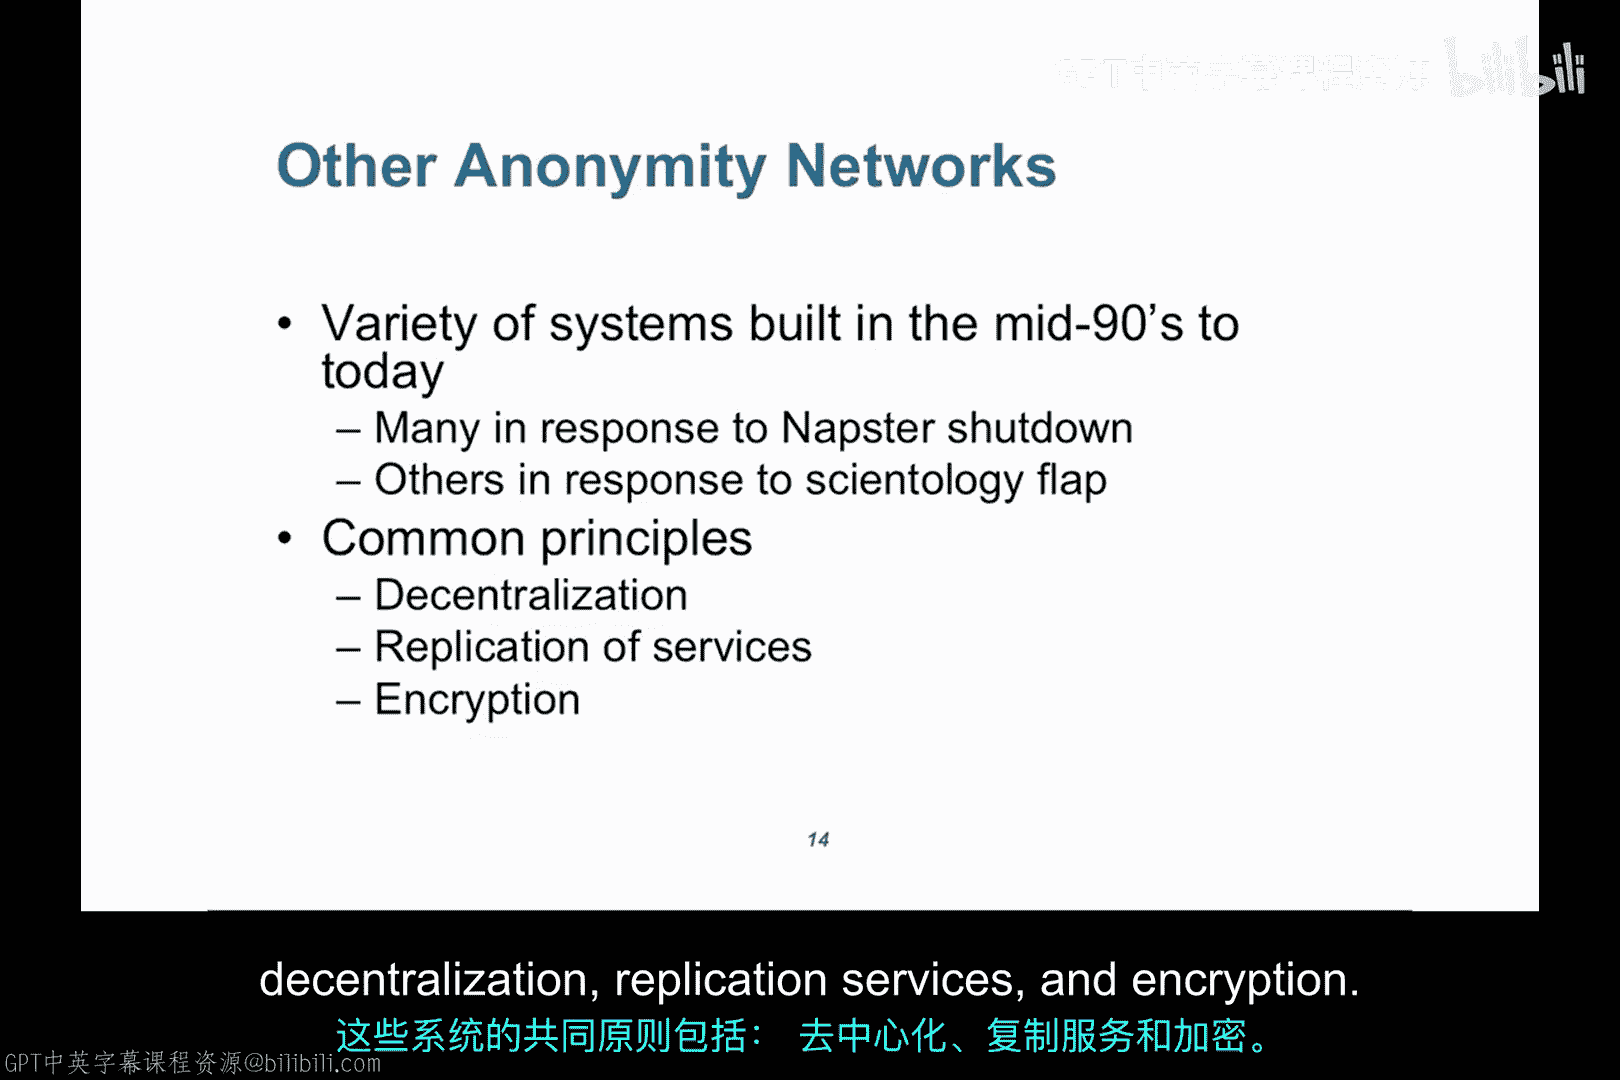 bilibili
Other Anonymity Networks
• Variety of systems built in the mid-90's to
today
– Many in response to Napster shutdown
– Others in response to scientology flap
• Common principles
– Decentralization
– Replication of services
– Encryption
14
decentralization, replication services, and encryption.
这些系统的共同原则包括： 去中心化、复制服务和加密。
GPT中英字幕课程资源@bilibili.com